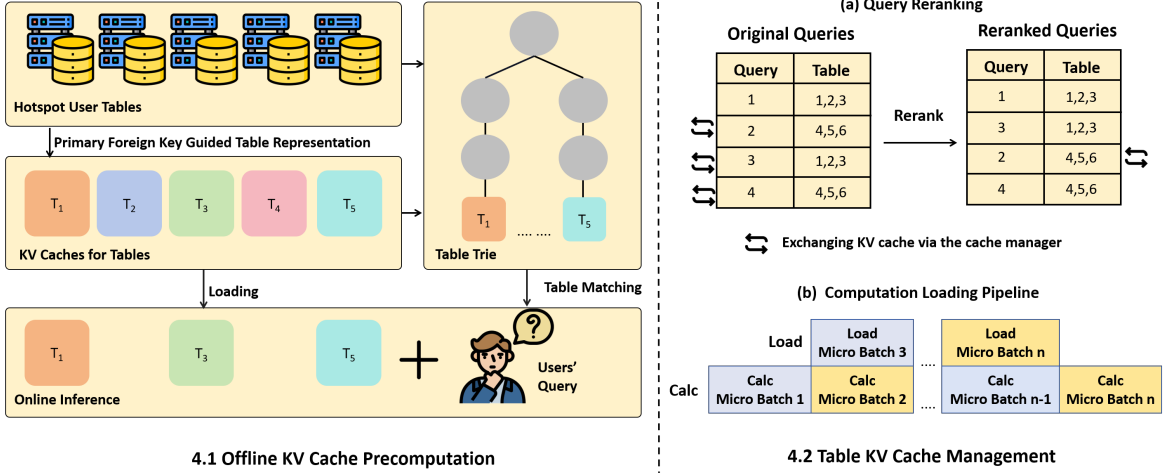 Hotspot User Tables
Primary Foreign Key Guided Table Representation
T1
T2
T3
T4
T5
KV Caches for Tables
T1
.... ....
T5
Table Trie
Loading
Table Matching
T1
T3
T5
?
Users'
Query
Online Inference
4.1 Offline KV Cache Precomputation
(a) Query Reranking
Original Queries
Query Table
1 1,2,3
2 4,5,6
3 1,2,3
4 4,5,6
Rerank
Reranked Queries
Query Table
1 1,2,3
3 1,2,3
2 4,5,6
4 4,5,6
Exchanging KV cache via the cache manager
(b) Computation Loading Pipeline
Load
Load
Micro Batch 3
....
Load
Micro Batch n
Calc
Calc
Micro Batch 1
Calc
Micro Batch 2
....
Calc
Micro Batch n-1
Calc
Micro Batch n
4.2 Table KV Cache Management